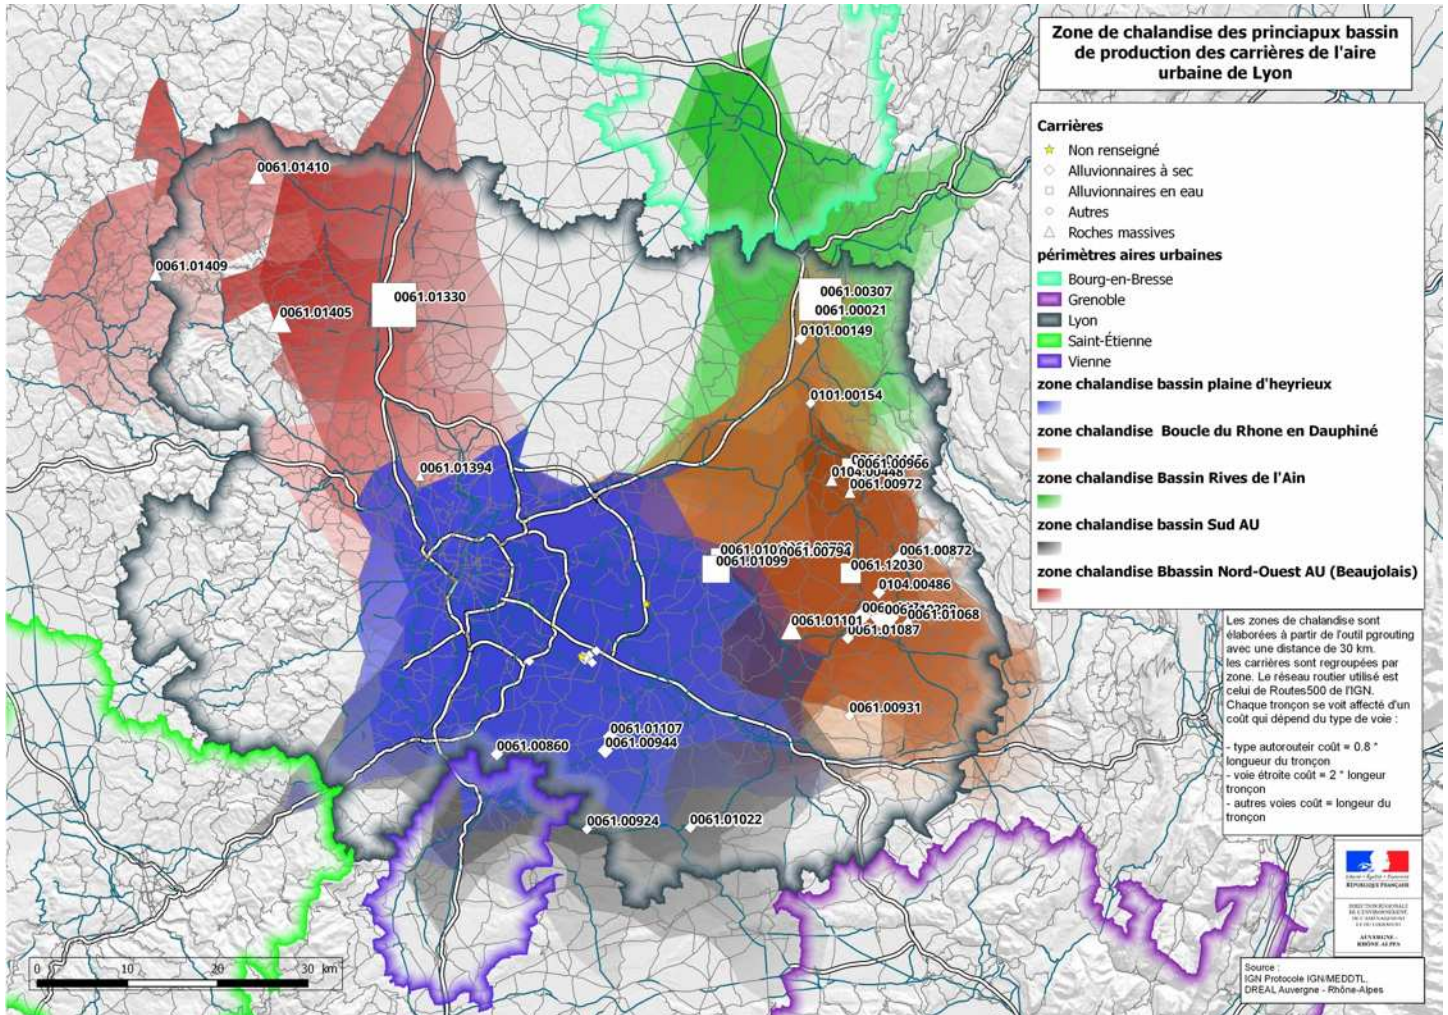 Zone de chalandise des princiapux bassin
de production des carrières de l'aire
urbaine de Lyon
Carrières
Non renseigné
Alluvionnaires à sec
Alluvionnaires en eau
Autres
Roches massives
périmètres aires urbaines
Bourg-en-Bresse
Grenoble
Lyon
Saint-Étienne
Vienne
zone chalandise bassin plaine d'heyrieux
zone chalandise Boucle du Rhone en Dauphiné
zone chalandise Bassin Rives de l'Ain
zone chalandise bassin Sud AU
zone chalandise Bbassin Nord-Ouest AU (Beaujolais)
Les zones de chalandise sont
élaborées à partir de l'outil pgrouting
avec une distance de 30 km.
les carrières sont regroupées par
zone. Le réseau routier utilisé est
celui de Routes500 de l'IGN.
Chaque tronçon se voit affecté d'un
coût qui dépend du type de voie :
- type autorouteir coût = 0.8 *
longueur du tronçon
- voie étroite coût = 2 * longeur
tronçon
- autres voies coût = longeur du
tronçon
RÉPUBLIQUE FRANÇAISE
AUVERGNE-
RHÔNE-ALPES
Source :
IGN Protocole IGN/MEDDTL,
DREAL Auvergne - Rhône-Alpes
0061.01410
0061.01409
0061.01330
0061.01405
0061.00307
0061.00021
0101.00149
0101.00154
0061.01394
0061.00966
0104.00448
0061.00972
0061.00794
0061.00872
0061.01099
0061.12030
0104.00486
0061.01068
0061.01101
0061.01087
0061.00931
0061.01107
0061.00944
0061.00860
0061.00924
0061.01022
0 10 20 30 km